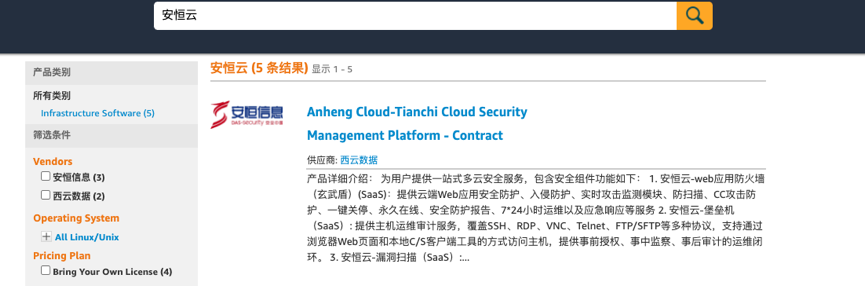 安恒云
产品类别
所有类别
Infrastructure Software (5)
筛选条件
Vendors
安恒信息 (3)
西云数据 (2)
Operating System
All Linux/Unix
Pricing Plan
Bring Your Own License (4)
安恒云 (5 条结果) 显示 1 - 5
安恒信息
DAS-security
Anheng Cloud-Tianchi Cloud Security
Management Platform - Contract
供应商: 西云数据
产品详细介绍： 为用户提供一站式多云安全服务，包含安全组件功能如下： 1. 安恒云-web应用防火墙
（玄武盾）(SaaS)：提供云端Web应用安全防护、入侵防护、实时攻击监测模块、防扫描、CC攻击防
护、一键关停、永久在线、安全防护报告、7*24小时运维以及应急响应等服务 2. 安恒云-堡垒机
（SaaS）: 提供主机运维审计服务，覆盖SSH、RDP、VNC、Telnet、FTP/SFTP等多种协议，支持通过
浏览器Web页面和本地C/S客户端工具的方式访问主机，提供事前授权、事中监察、事后审计的运维闭
环。 3. 安恒云-漏洞扫描（SaaS）:...